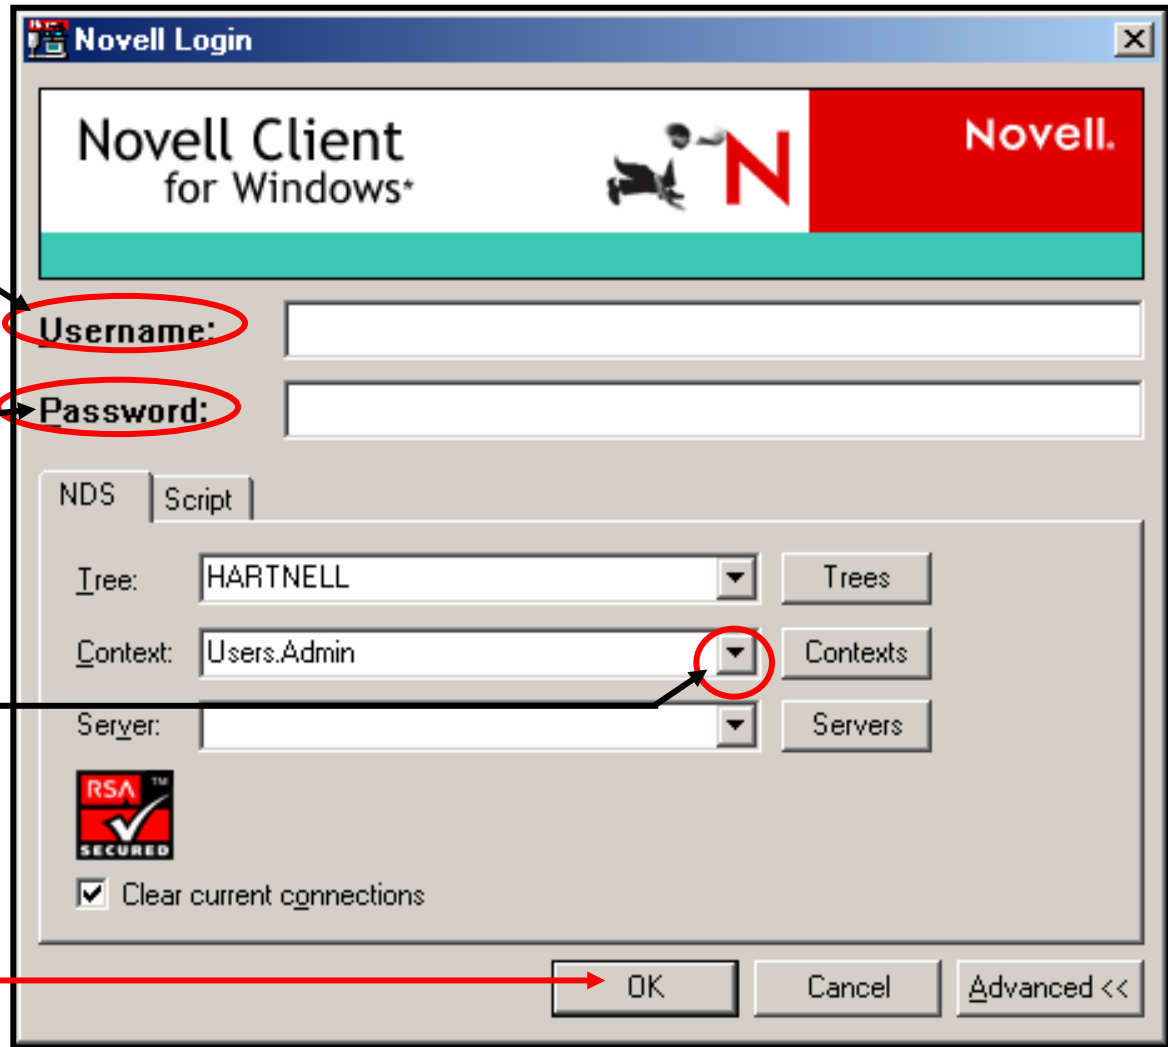 Novell Login
Novell Client
for Windows*
N
Novell.
Username:
Password:
NDS
Script
Tree: HARTNELL Trees
Context: Users.Admin Contexts
Server: Servers
RSA TM
SECURED
Clear current connections
OK Cancel Advanced <<